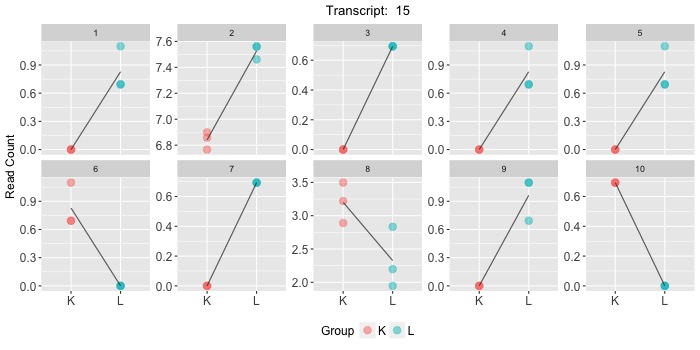 Transcript:  15
1 2 3 4 5
0.9 0.6 0.3 0.0
7.6 7.4 7.2 7.0 6.8
0.6 0.4 0.2 0.0
0.9 0.6 0.3 0.0
0.9 0.6 0.3 0.0
Read Count
6 7 8 9 10
0.9 0.6 0.3 0.0
0.6 0.4 0.2 0.0
3.5 3.0 2.5 2.0
0.9 0.6 0.3 0.0
0.6 0.4 0.2 0.0
K L K L K L K L K L
Group K L